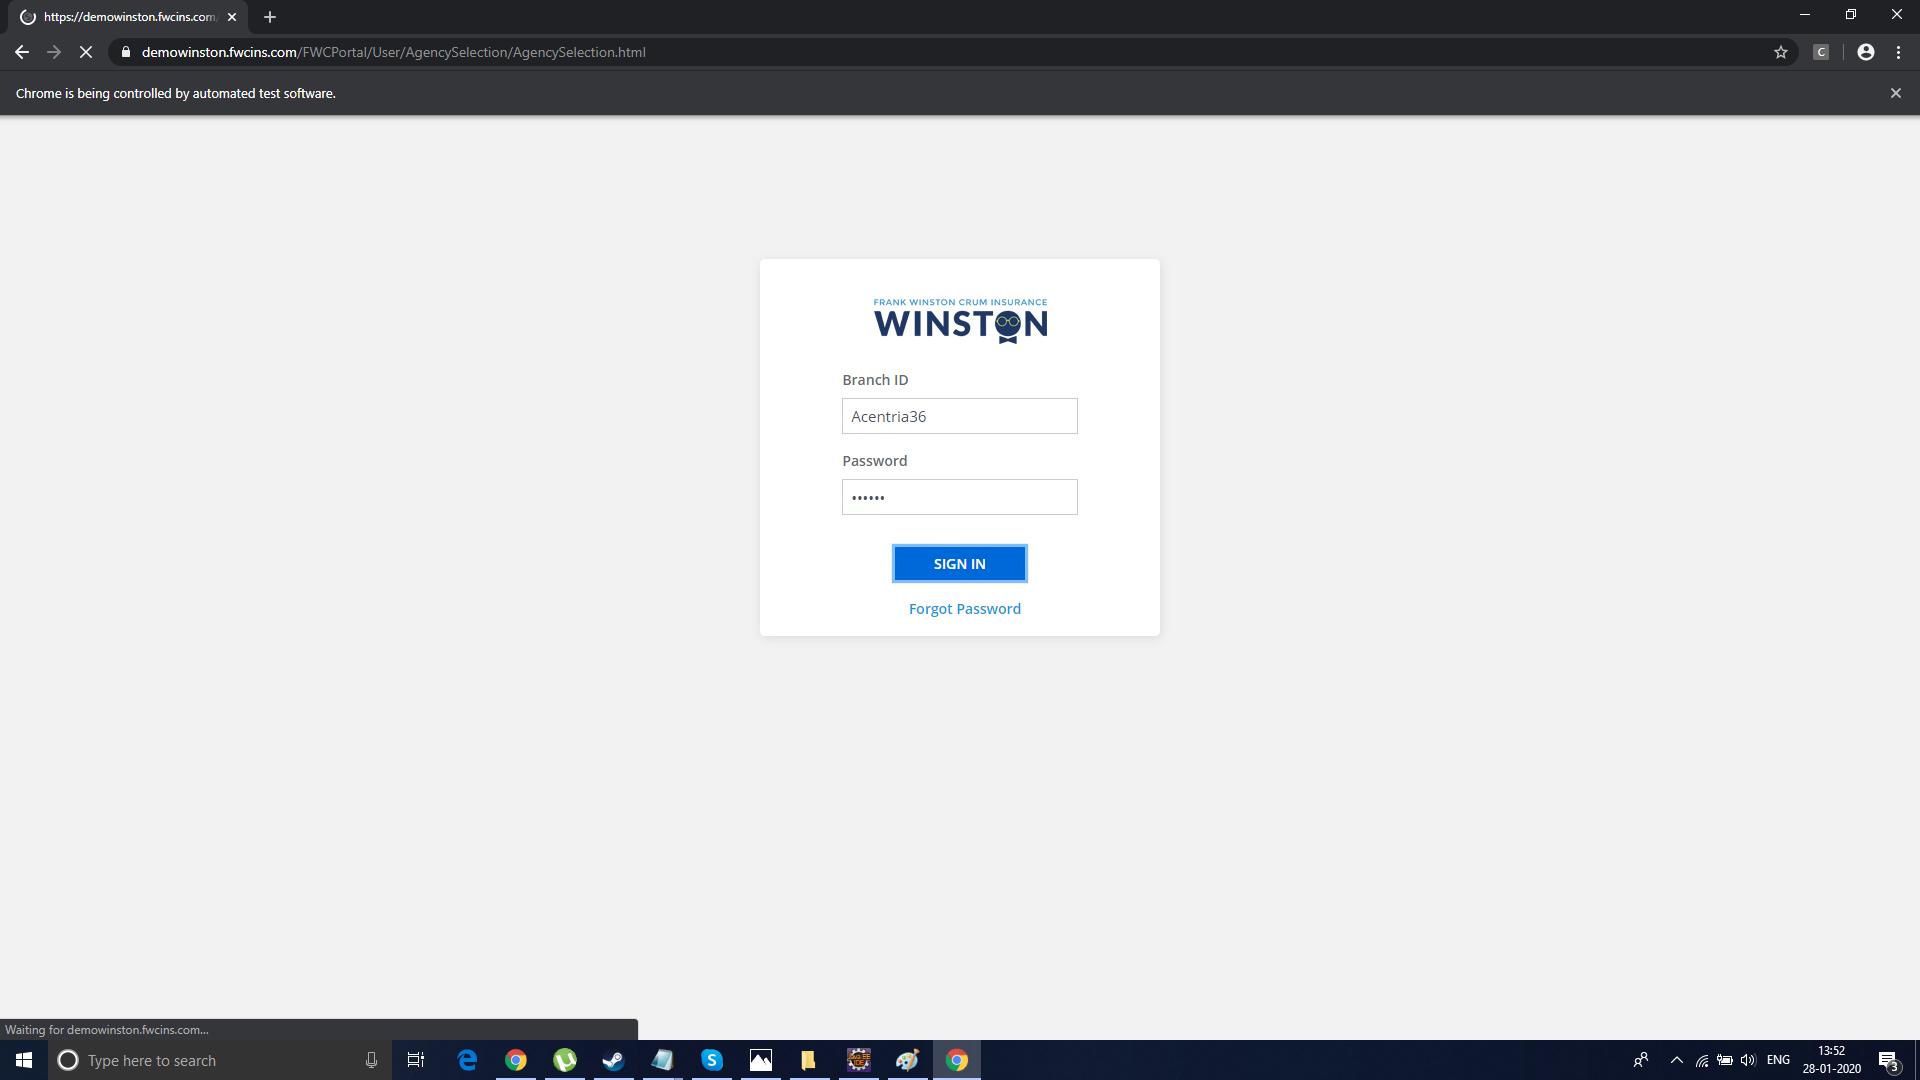 https://demowinston.fwcins.com/
demowinston.fwcins.com/FWCPortal/User/AgencySelection/AgencySelection.html
C
Chrome is being controlled by automated test software.
FRANK WINSTON CRUM INSURANCE
WINSTON
Branch ID
Acentria36
Password
••••••
SIGN IN
Forgot Password
Waiting for demowinston.fwcins.com...
Type here to search
ENG
13:52
28-01-2020
3